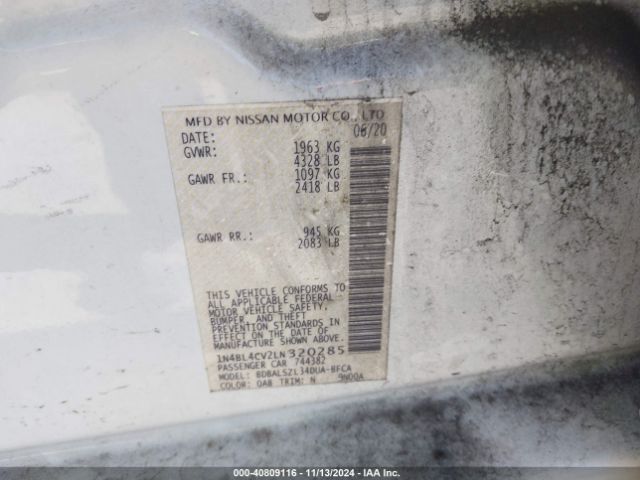 MFD BY NISSAN MOTOR CO., LTD
DATE: 08/20
GVWR: 1963 KG
4328 LB
GAWR FR.: 1097 KG
2418 LB
GAWR RR.: 945 KG
2083 LB
THIS VEHICLE CONFORMS TO
ALL APPLICABLE FEDERAL
MOTOR VEHICLE SAFETY,
BUMPER, AND THEFT
PREVENTION STANDARDS IN
EFFECT ON THE DATE OF
MANUFACTURE SHOWN ABOVE.
1N4BL4CV2LN320285
PASSENGER CAR 744382
MODEL: BDBALSZL34DUA-BFCA
COLOR: QAB TRIM: N 9N00A
000-40809116 - 11/13/2024 - IAA Inc.